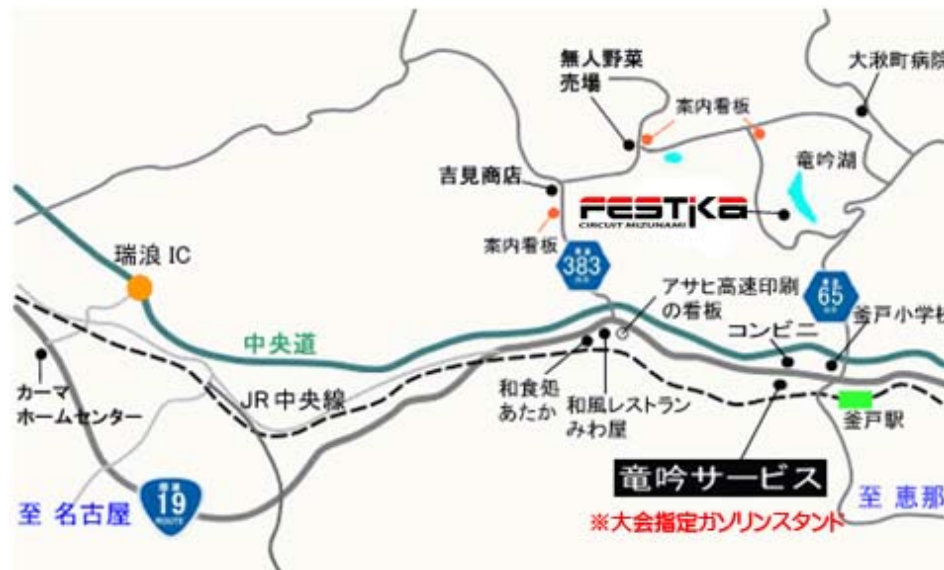 無人野菜
売場
大湫町病院
案内看板
竜吟湖
吉見商店
FESTIKA
CIRCUIT MIZUNAMI
案内看板
瑞浪 IC
383
65
アサヒ高速印刷
の看板
釜戸小学校
コンビニ
中央道
カーマ
ホームセンター
JR中央線
和食処
あたか
和風レストラン
みわ屋
釜戸駅
竜吟サービス
19
ROUTE
至 名古屋
至 恵那
※大会指定ガソリンスタンド